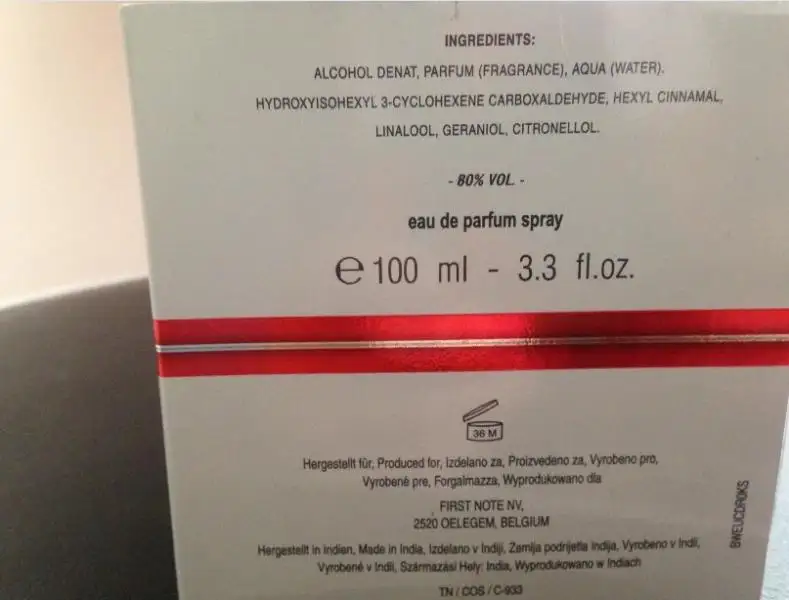 INGREDIENTS:
ALCOHOL DENAT, PARFUM (FRAGRANCE), AQUA (WATER).
HYDROXYISOHEXYL 3-CYCLOHEXENE CARBOXALDEHYDE, HEXYL CINNAMAL,
LINALOOL, GERANIOL, CITRONELLOL.
- 80% VOL. -
eau de parfum spray
℮ 100 ml - 3.3 fl.oz.
36 M
Hergestellt für, Produced for, Izdelano za, Proizvedeno za, Vyrobeno pro,
Vyrobené pre, Forgalmazza, Wyprodukowano dla
FIRST NOTE NV,
2520 OELEGEM, BELGIUM
Hergestellt in Indien, Made in India, Izdelano v Indiji, Zemlja podrijetla Indija, Vyrobeno v Indii,
Vyrobené v Indii, Származási Hely: India, Wyprodukowano w Indiach
TN / COS / C-933
BWEUCDR0KS